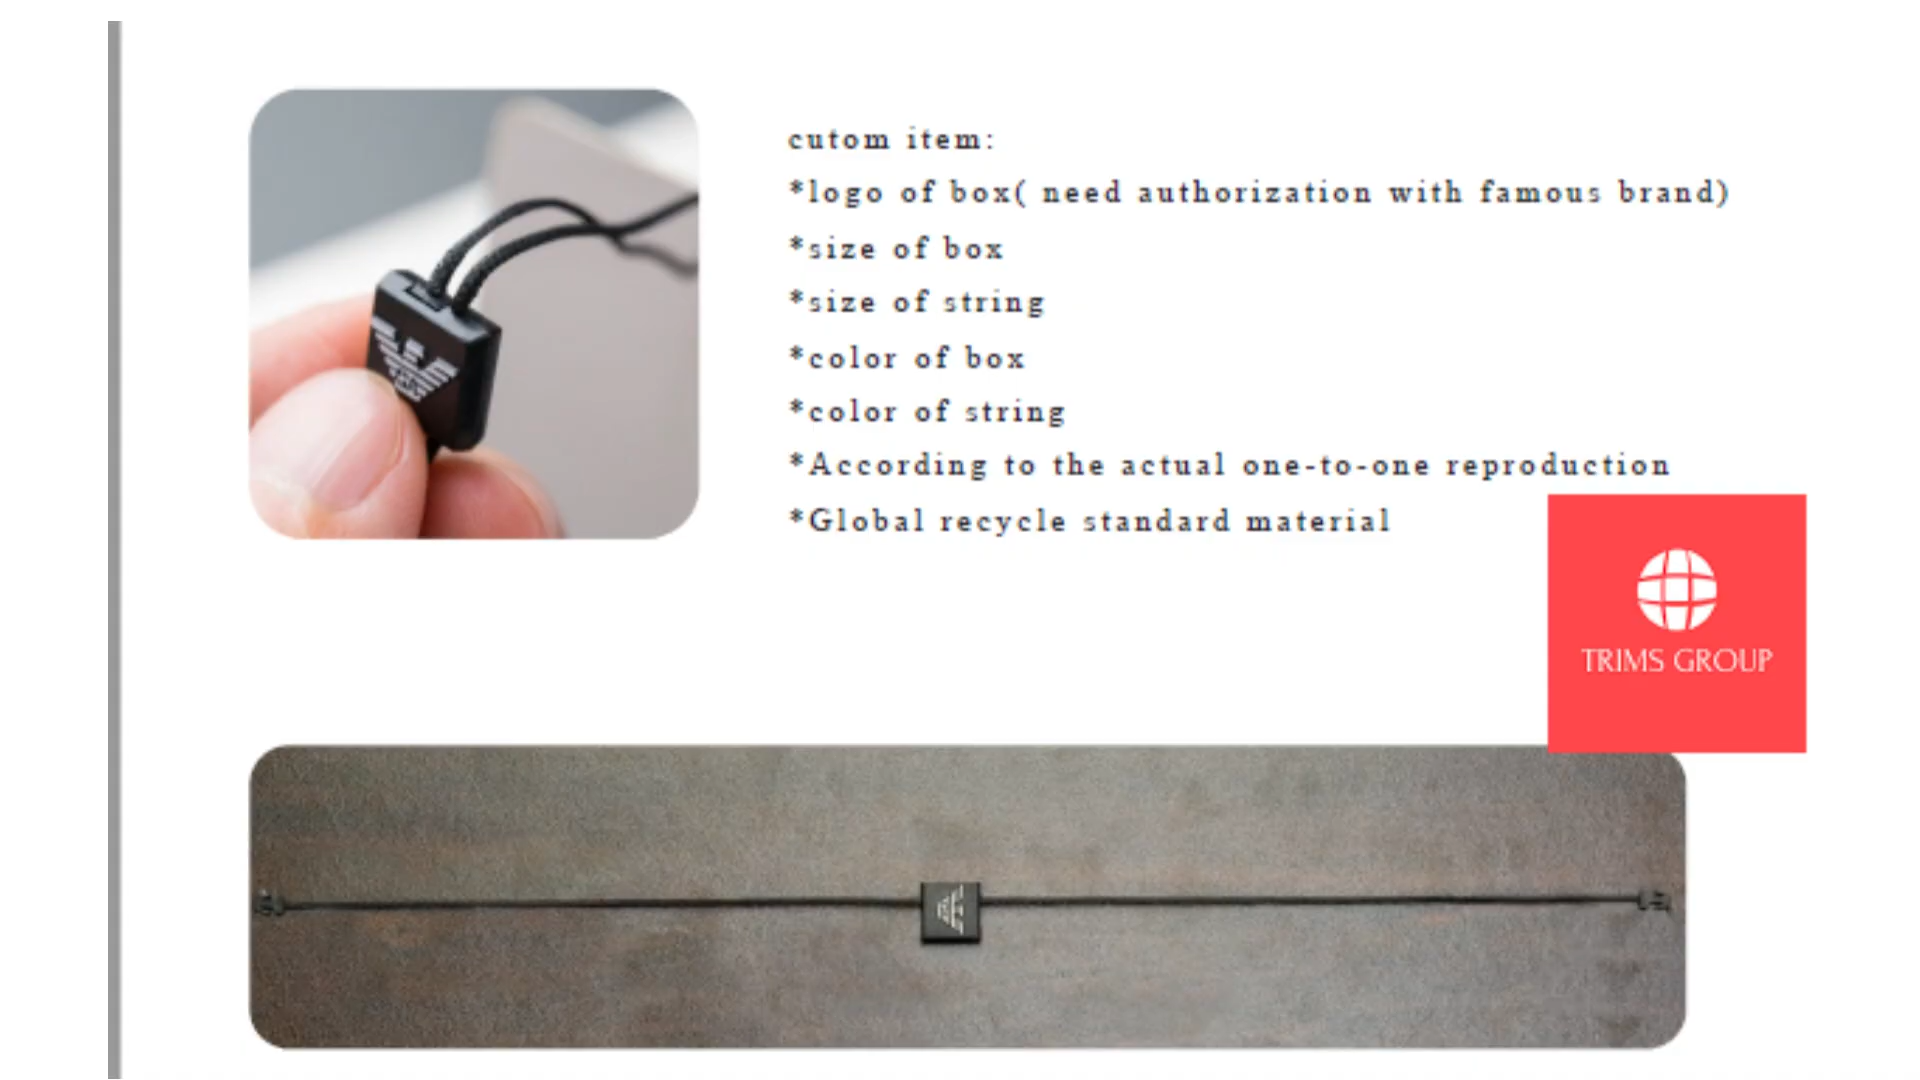 cutom item:
*logo of box( need authorization with famous brand)
*size of box
*size of string
*color of box
*color of string
*According to the actual one-to-one reproduction
*Global recycle standard material
TRIMS GROUP